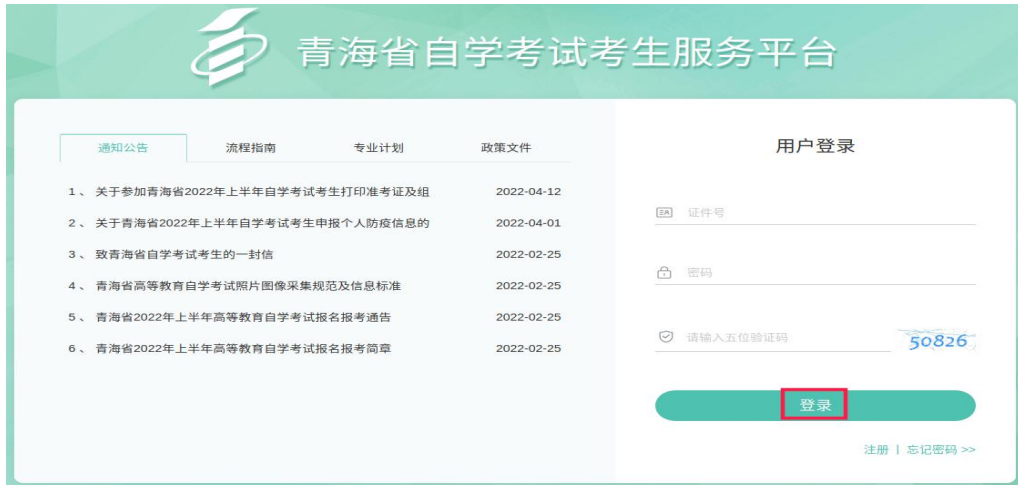 青海省自学考试考生服务平台
通知公告 流程指南 专业计划 政策文件
1、 关于参加青海省2022年上半年自学考试考生打印准考证及组 2022-04-12
2、 关于青海省2022年上半年自学考试考生申报个人防疫信息的 2022-04-01
3、 致青海省自学考试考生的一封信 2022-02-25
4、 青海省高等教育自学考试照片图像采集规范及信息标准 2022-02-25
5、 青海省2022年上半年高等教育自学考试报名报考通告 2022-02-25
6、 青海省2022年上半年高等教育自学考试报名报考简章 2022-02-25
用户登录
证件号
密码
请输入五位验证码 50826
登录
注册 | 忘记密码 >>